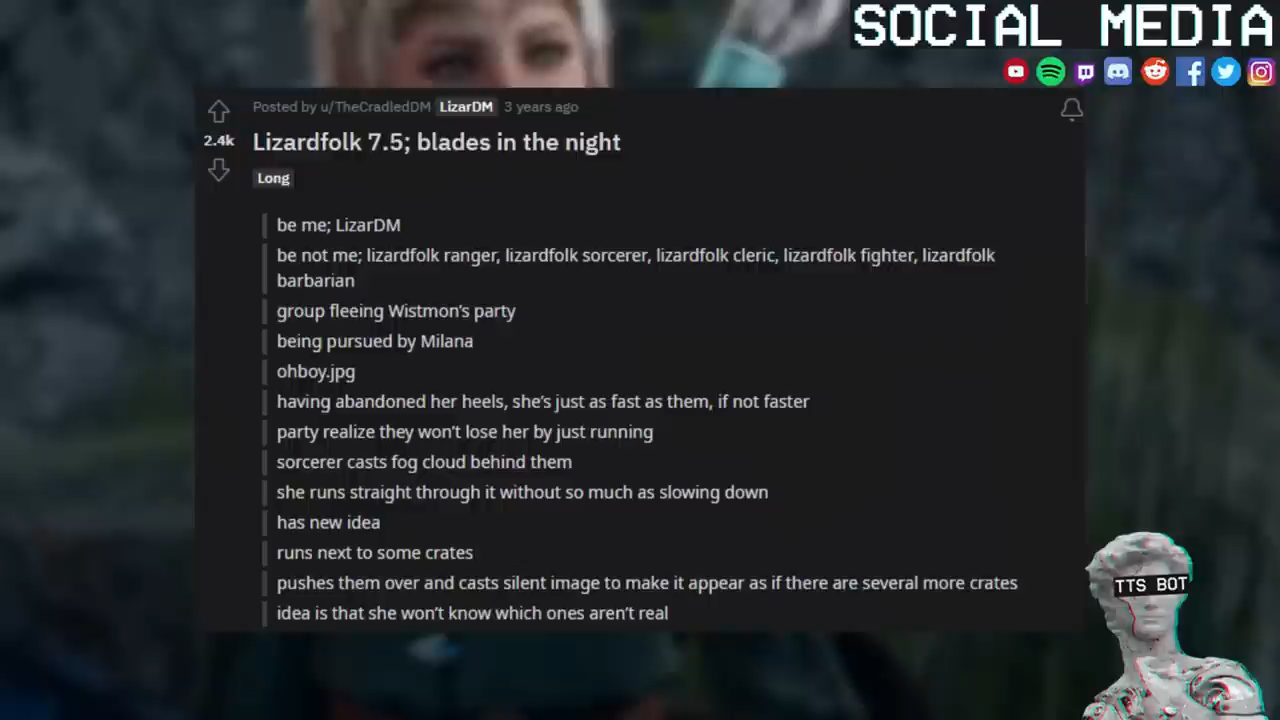 SOCIAL MEDIA
Posted by u/TheCradledDM LizarDM 3 years ago
2.4k
Lizardfolk 7.5; blades in the night
Long
be me; LizarDM
be not me; lizardfolk ranger, lizardfolk sorcerer, lizardfolk cleric, lizardfolk fighter, lizardfolk
barbarian
group fleeing Wistmon's party
being pursued by Milana
ohboy.jpg
having abandoned her heels, she's just as fast as them, if not faster
party realize they won't lose her by just running
sorcerer casts fog cloud behind them
she runs straight through it without so much as slowing down
has new idea
runs next to some crates
pushes them over and casts silent image to make it appear as if there are several more crates
idea is that she won't know which ones aren't real
TTS BOT